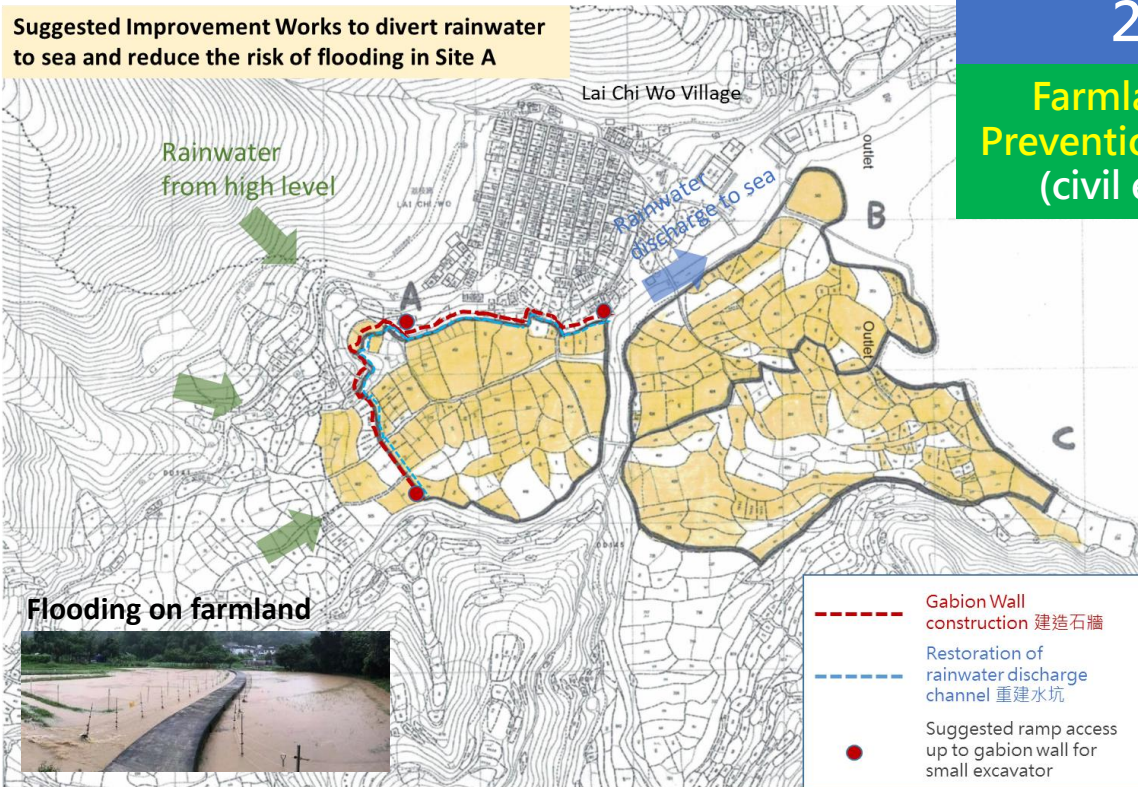 Suggested Improvement Works to divert rainwater
to sea and reduce the risk of flooding in Site A
2
Farmla
Preventio
(civil e
Lai Chi Wo Village
Rainwater
from high level
LAI CHI WO
Rainwater
discharge to sea
outlet
B
A
Outlet
C
Flooding on farmland
Gabion Wall
construction 建造石牆
Restoration of
rainwater discharge
channel 重建水坑
Suggested ramp access
up to gabion wall for
small excavator